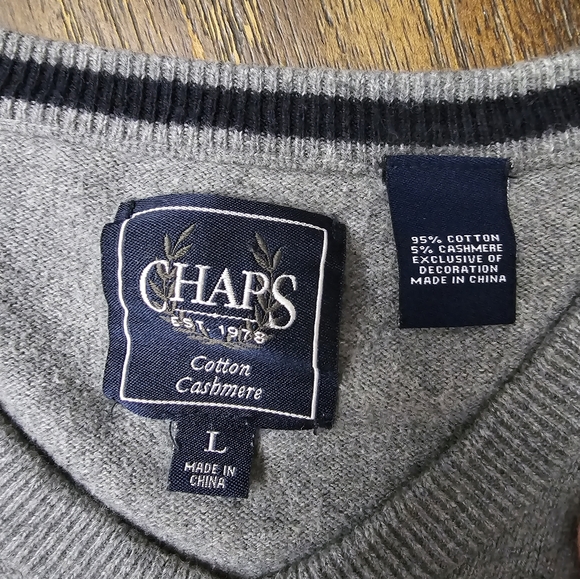 CHAPS
EST. 1978
Cotton
Cashmere
L
MADE IN
CHINA
95% COTTON
5% CASHMERE
EXCLUSIVE OF
DECORATION
MADE IN CHINA